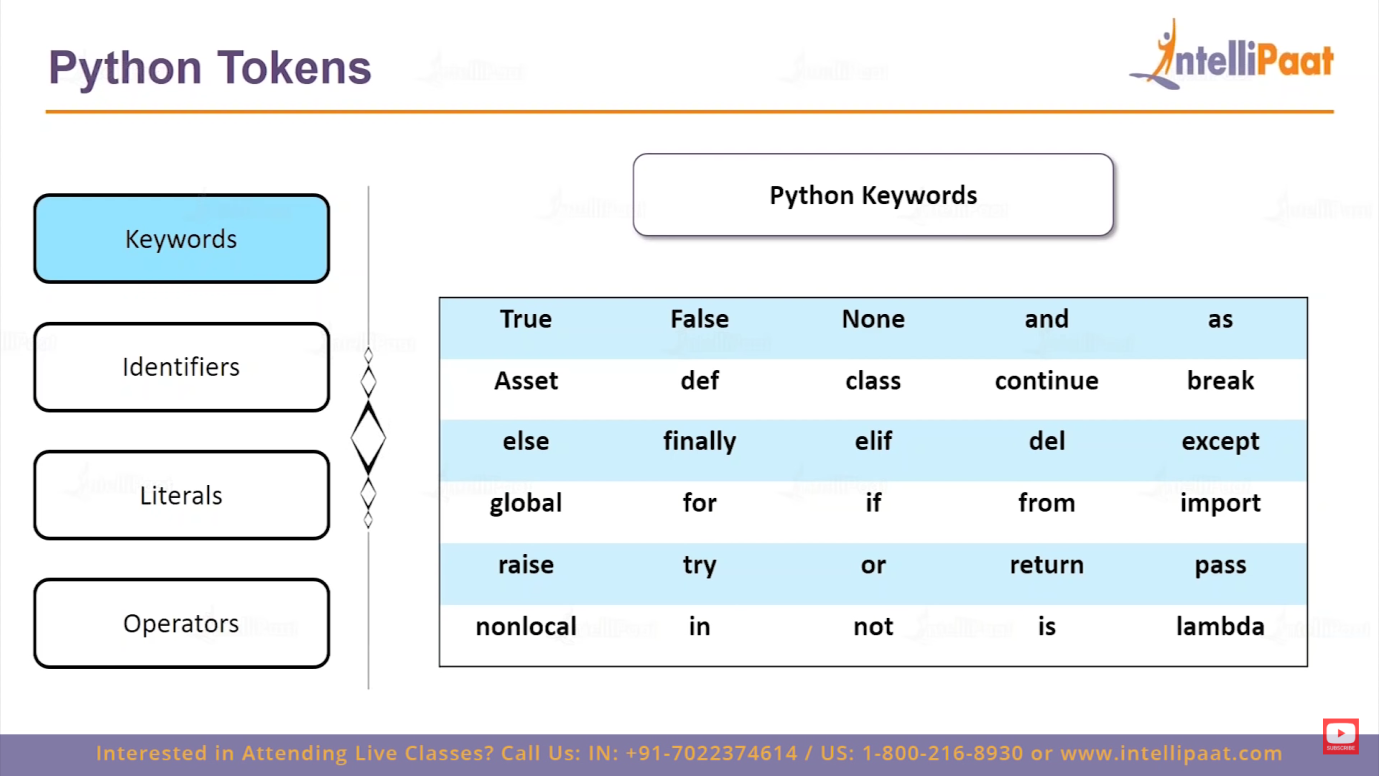 Python Tokens
IntelliPaat
Python Keywords
Keywords
Identifiers
Literals
Operators
True False None and as
Asset def class continue break
else finally elif del except
global for if from import
raise try or return pass
nonlocal in not is lambda
Interested in Attending Live Classes? Call Us: IN: +91-7022374614 / US: 1-800-216-8930 or www.intellipaat.com
SUBSCRIBE